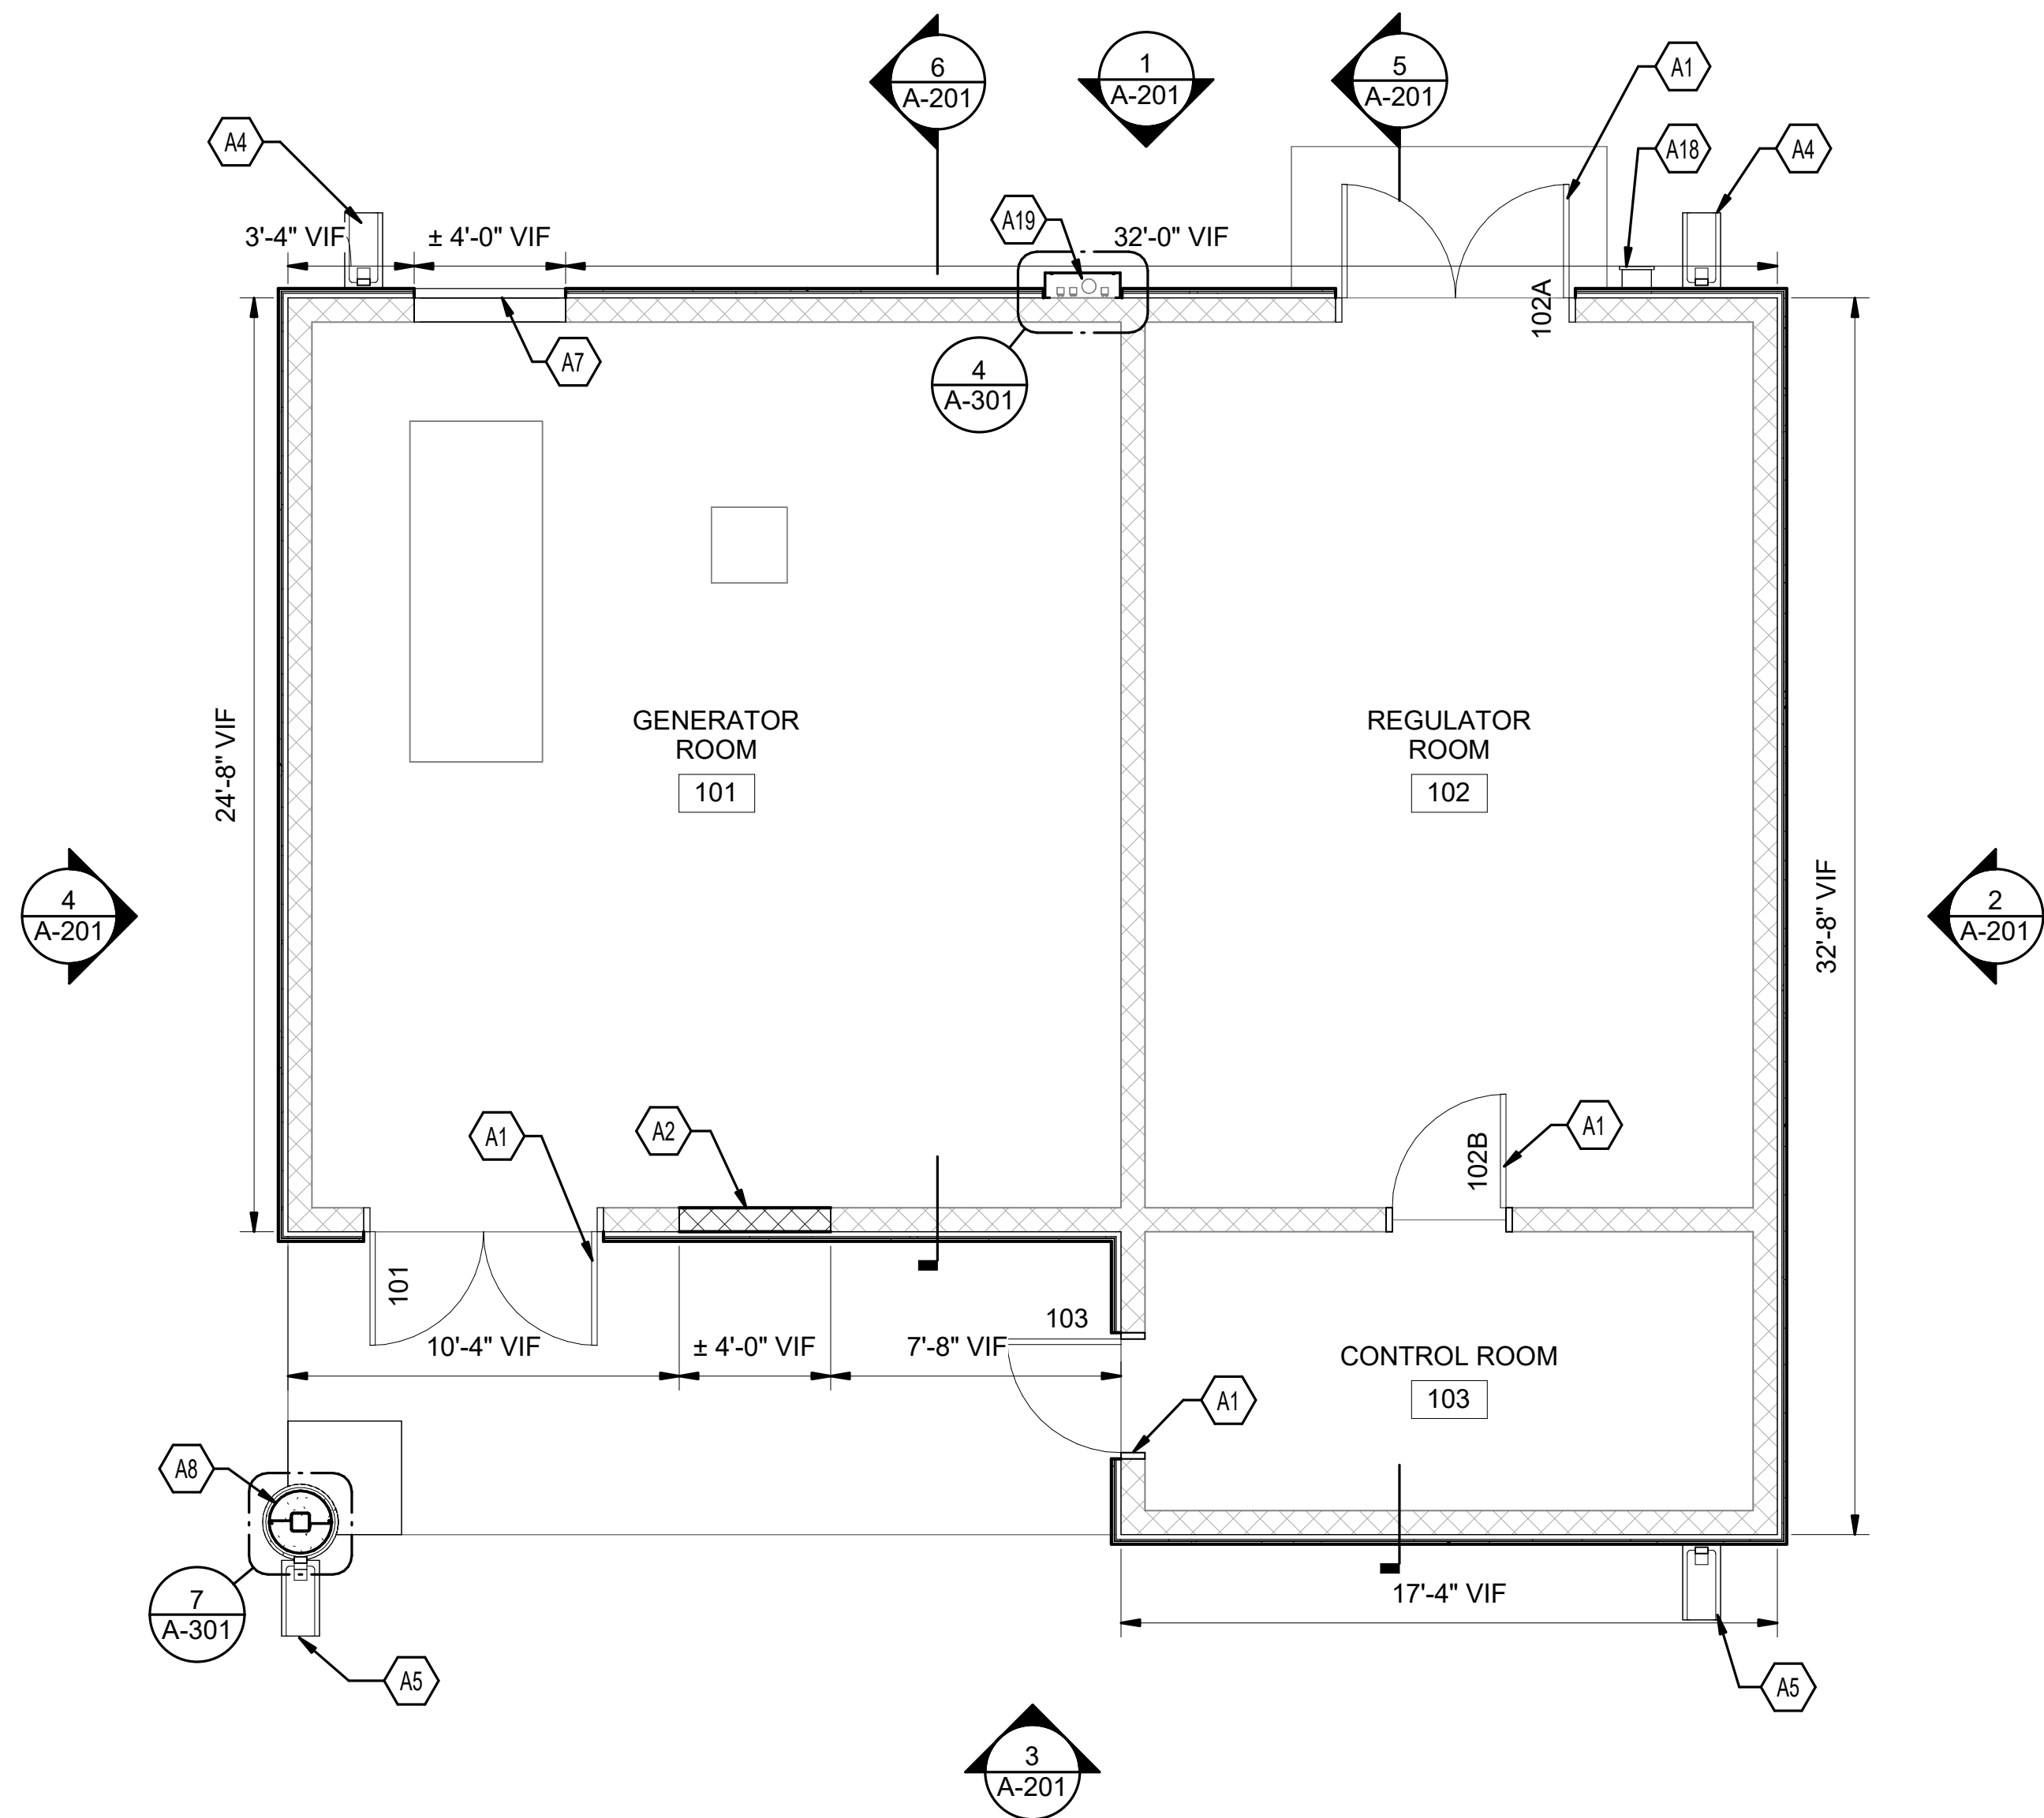 6
A-201
1
A-201
5
A-201
A1
A4
A18
A4
A19
3'-4" VIF
± 4'-0" VIF
32'-0" VIF
102A
A7
4
A-301
GENERATOR
ROOM
101
REGULATOR
ROOM
102
24'-8" VIF
32'-8" VIF
4
A-201
2
A-201
A1
A2
102B
A1
101
103
10'-4" VIF
± 4'-0" VIF
7'-8" VIF
CONTROL ROOM
103
A1
A8
7
A-301
17'-4" VIF
A5
A5
3
A-201